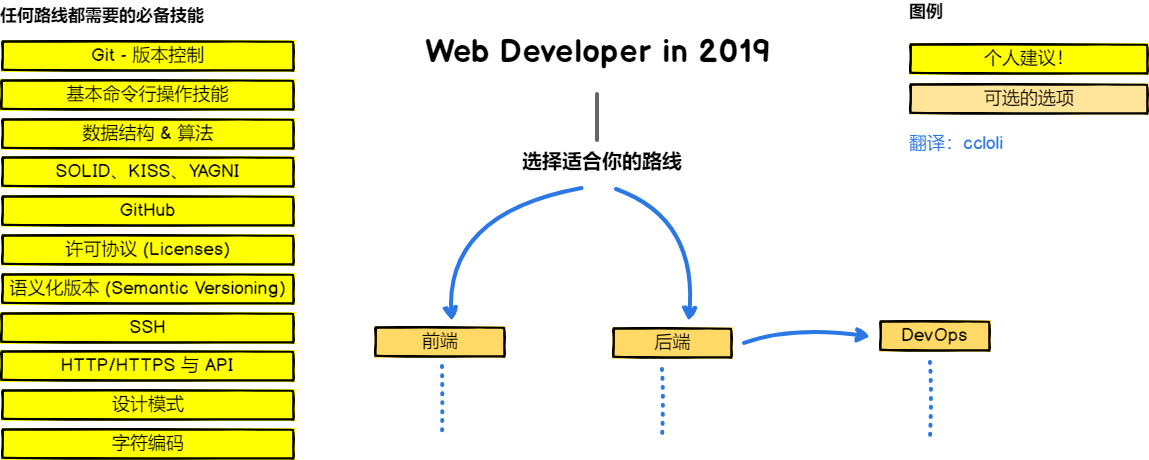 任何路线都需要的必备技能
Git - 版本控制
基本命令行操作技能
数据结构 & 算法
SOLID、KISS、YAGNI
GitHub
许可协议 (Licenses)
语义化版本 (Semantic Versioning)
SSH
HTTP/HTTPS 与 API
设计模式
字符编码
Web Developer in 2019
选择适合你的路线
前端
后端
DevOps
图例
个人建议!
可选的选项
翻译：ccloli